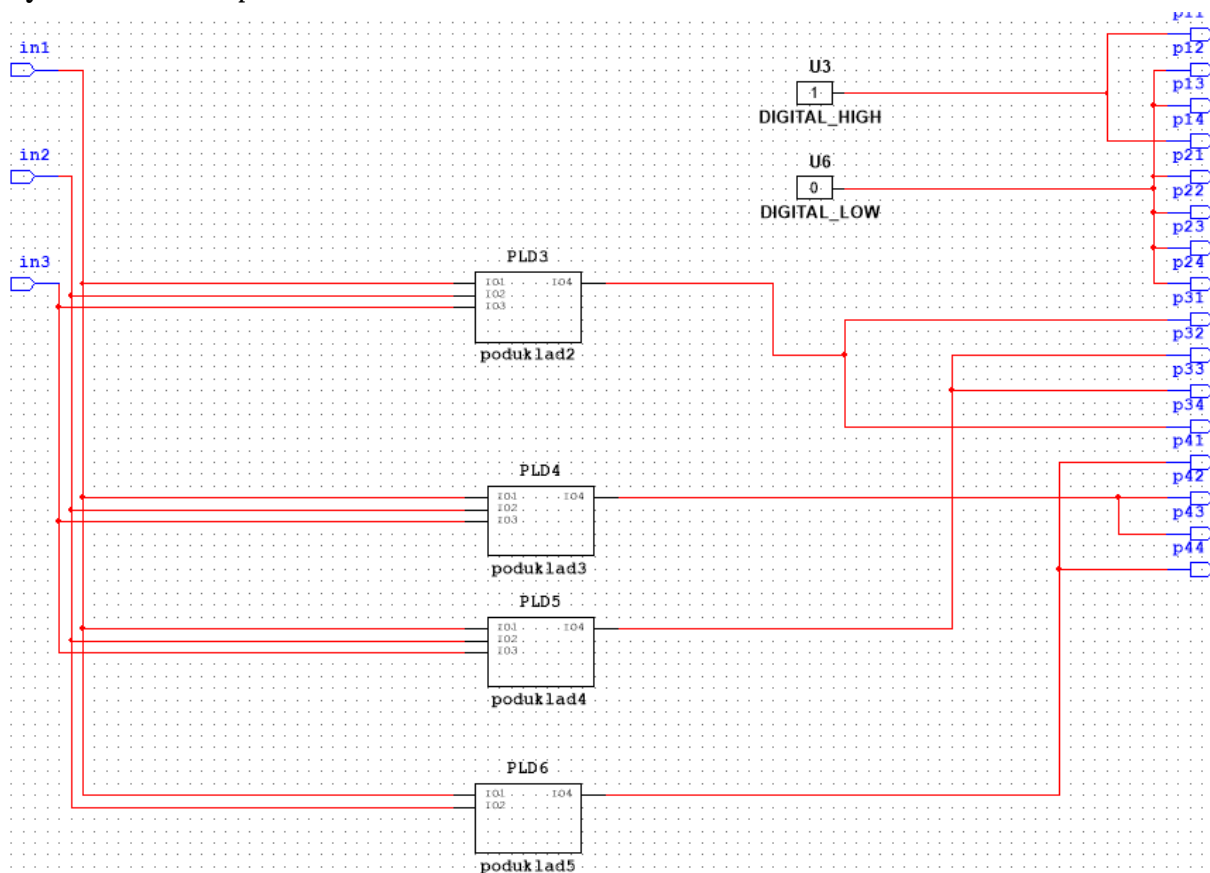 p11
p12
in1
U3
p13
1
DIGITAL_HIGH
p14
in2
p21
U6
p22
0
DIGITAL_LOW
p23
PLD3
in3
p24
IO1 IO4
IO2
IO3
p31
p32
poduklad2
p33
p34
p41
PLD4
p42
IO1 IO4
IO2
IO3
p43
p44
poduklad3
PLD5
IO1 IO4
IO2
IO3
poduklad4
PLD6
IO1 IO4
IO2
poduklad5